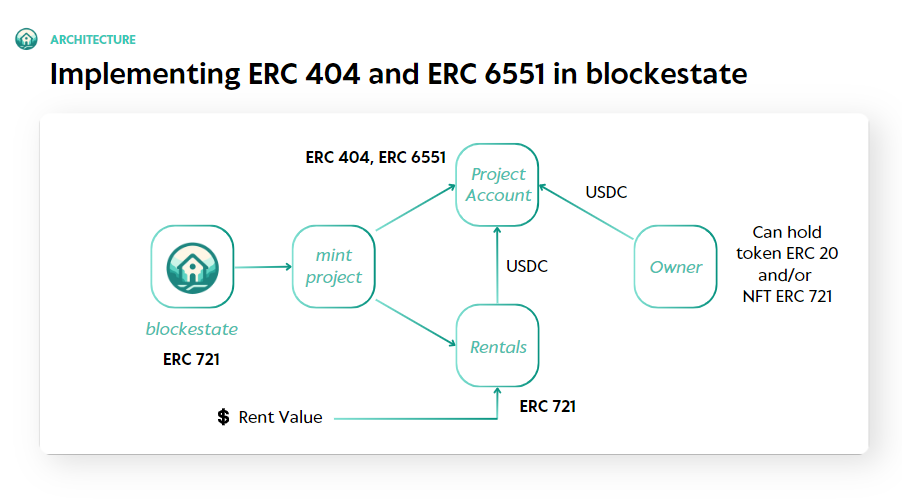 ARCHITECTURE
Implementing ERC 404 and ERC 6551 in blockestate
ERC 404, ERC 6551
Project
Account
USDC
Can hold
token ERC 20
and/or
NFT ERC 721
mint
project
USDC
Owner
blockestate
ERC 721
Rentals
ERC 721
$ Rent Value